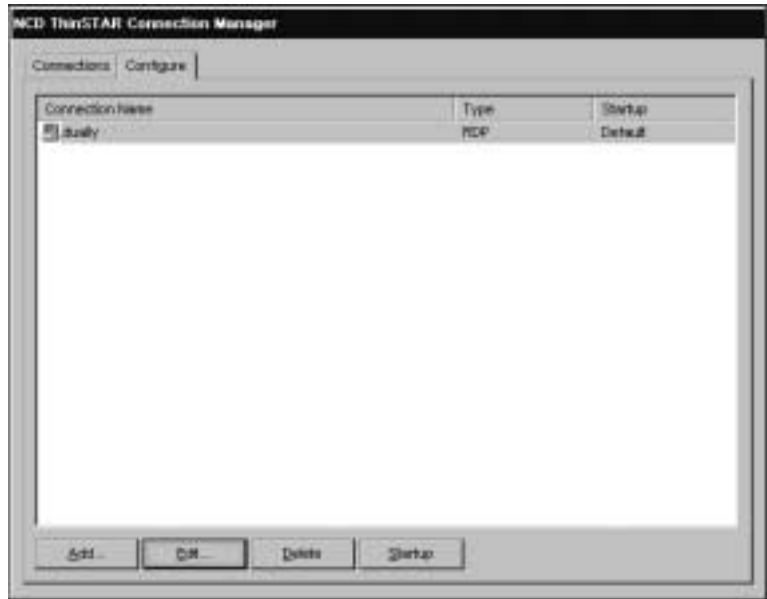 NCD ThinSTAR Connection Manager
Connections Configure
Connection Name Type Startup
dually RDP Default
Add... Edit... Delete Startup